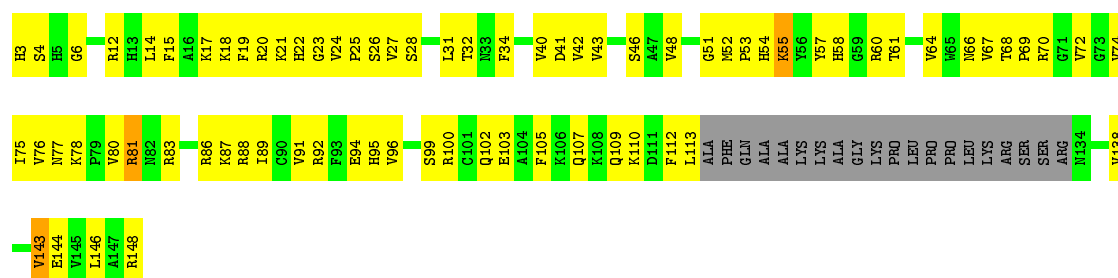 H3 S4 H5 G6 R12 H13 L14 F15 A16 K17 K18 F19 R20 K21 H22 G23 V24 P25 S26 V27 S28 L31 T32 N33 F34 V40 D41 V42 V43 S46 A47 V48 G51 M52 P53 H54 K55 Y56 Y57 H58 G59 R60 T61 V64 W65 N66 V67 T68 P69 R70 G71 V72 G73 V74
I75 V76 N77 K78 P79 V80 R81 N82 R83 R86 K87 R88 I89 C90 V91 R92 F93 E94 H95 V96 S99 R100 C101 Q102 E103 A104 F105 K106 Q107 K108 Q109 K110 D111 F112 L113 ALA PHE GLN ALA ALA LYS LYS ALA GLY LYS PRO LEU PRO PRO LEU LYS ARG SER SER ARG N134 V138
V143 E144 V145 L146 A147 R148